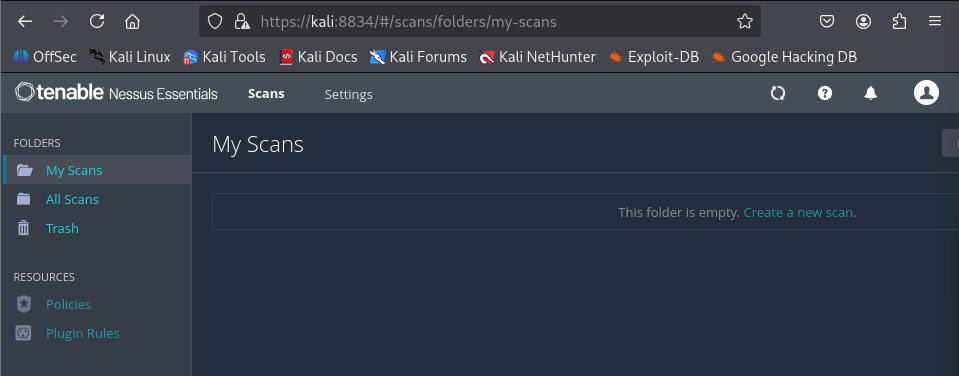 https://kali:8834/#/scans/folders/my-scans
OffSec Kali Linux Kali Tools Kali Docs Kali Forums Kali NetHunter Exploit-DB Google Hacking DB
tenable Nessus Essentials Scans Settings
FOLDERS
My Scans
All Scans
Trash
RESOURCES
Policies
Plugin Rules
My Scans
This folder is empty. Create a new scan.